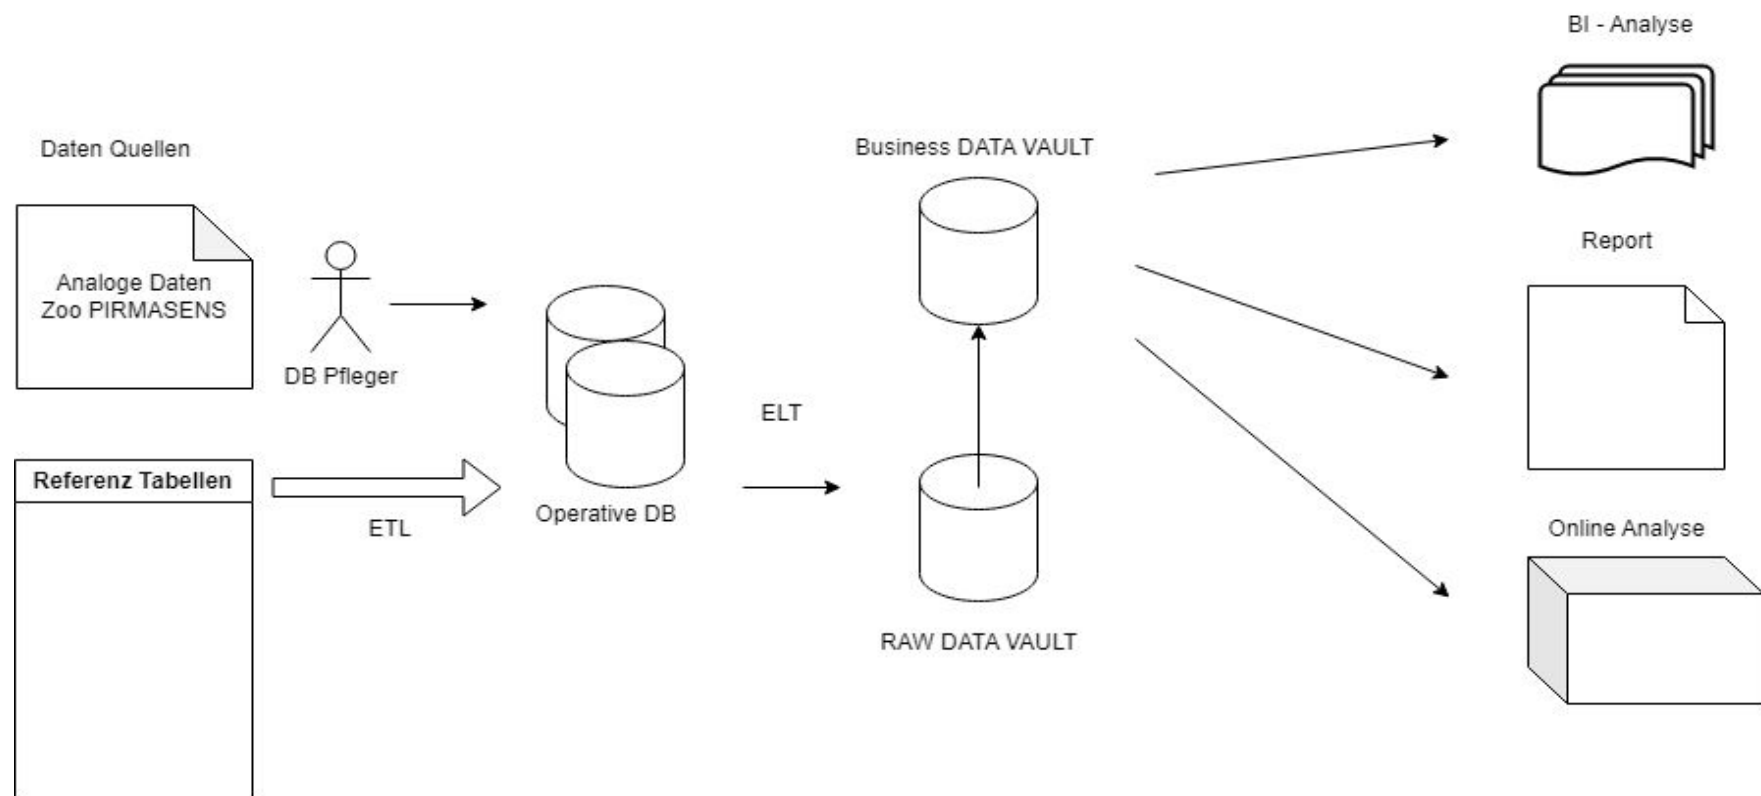 Daten Quellen
Analoge Daten
Zoo PIRMASENS
DB Pfleger
Referenz Tabellen
ETL
Operative DB
ELT
Business DATA VAULT
RAW DATA VAULT
BI - Analyse
Report
Online Analyse